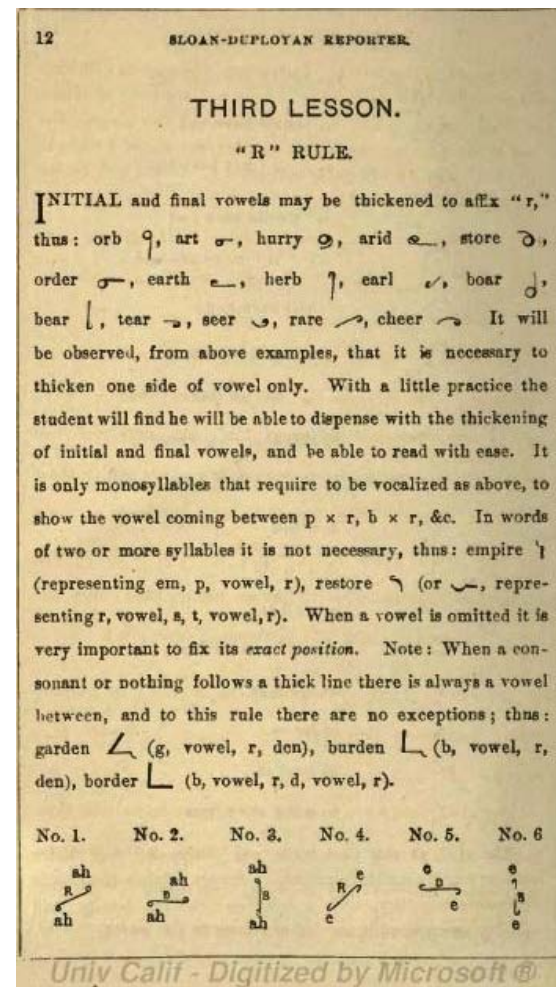 12 SLOAN-DUPLOYAN REPORTER.
THIRD LESSON.
"R" RULE.
INITIAL and final vowels may be thickened to affix "r,"
thus: orb , art , hurry , arid , store ,
order , earth , herb , earl , boar ,
bear , tear , seer , rare , cheer It will
be observed, from above examples, that it is necessary to
thicken one side of vowel only. With a little practice the
student will find he will be able to dispense with the thickening
of initial and final vowels, and be able to read with ease. It
is only monosyllables that require to be vocalized as above, to
show the vowel coming between p × r, b × r, &c. In words
of two or more syllables it is not necessary, thus: empire
(representing em, p, vowel, r), restore (or , repre-
senting r, vowel, s, t, vowel, r). When a vowel is omitted it is
very important to fix its exact position. Note: When a con-
sonant or nothing follows a thick line there is always a vowel
between, and to this rule there are no exceptions; thus:
garden (g, vowel, r, den), burden (b, vowel, r,
den), border (b, vowel, r, d, vowel, r).
No. 1. No. 2. No. 3. No. 4. No. 5. No. 6
ah ah ah e e e
R D B R D B
ah ah ah e e e
Univ Calif - Digitized by Microsoft ®